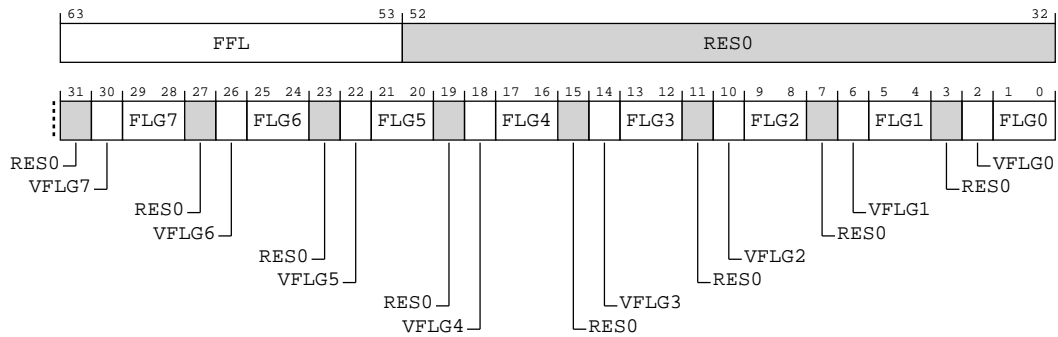 63 53 52 32
FFL RES0
31 30 29 28 27 26 25 24 23 22 21 20 19 18 17 16 15 14 13 12 11 10 9 8 7 6 5 4 3 2 1 0
FLG7 FLG6 FLG5 FLG4 FLG3 FLG2 FLG1 FLG0
RES0 VFLG0
VFLG7 RES0
RES0 VFLG1
VFLG6 RES0
RES0 VFLG2
VFLG5 RES0
RES0 VFLG3
VFLG4 RES0